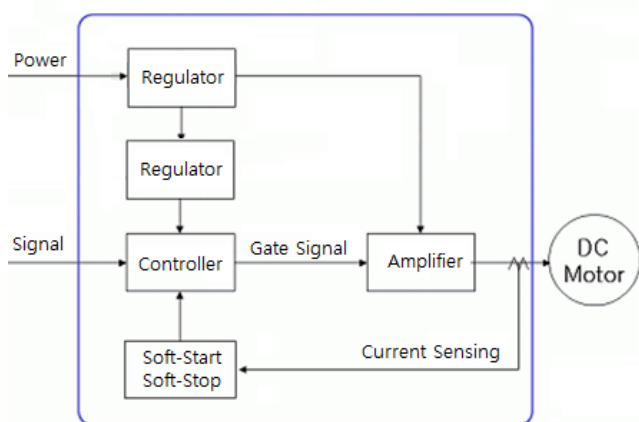 Power
Regulator
Regulator
Signal
Controller
Gate Signal
Amplifier
DC
Motor
Soft-Start
Soft-Stop
Current Sensing